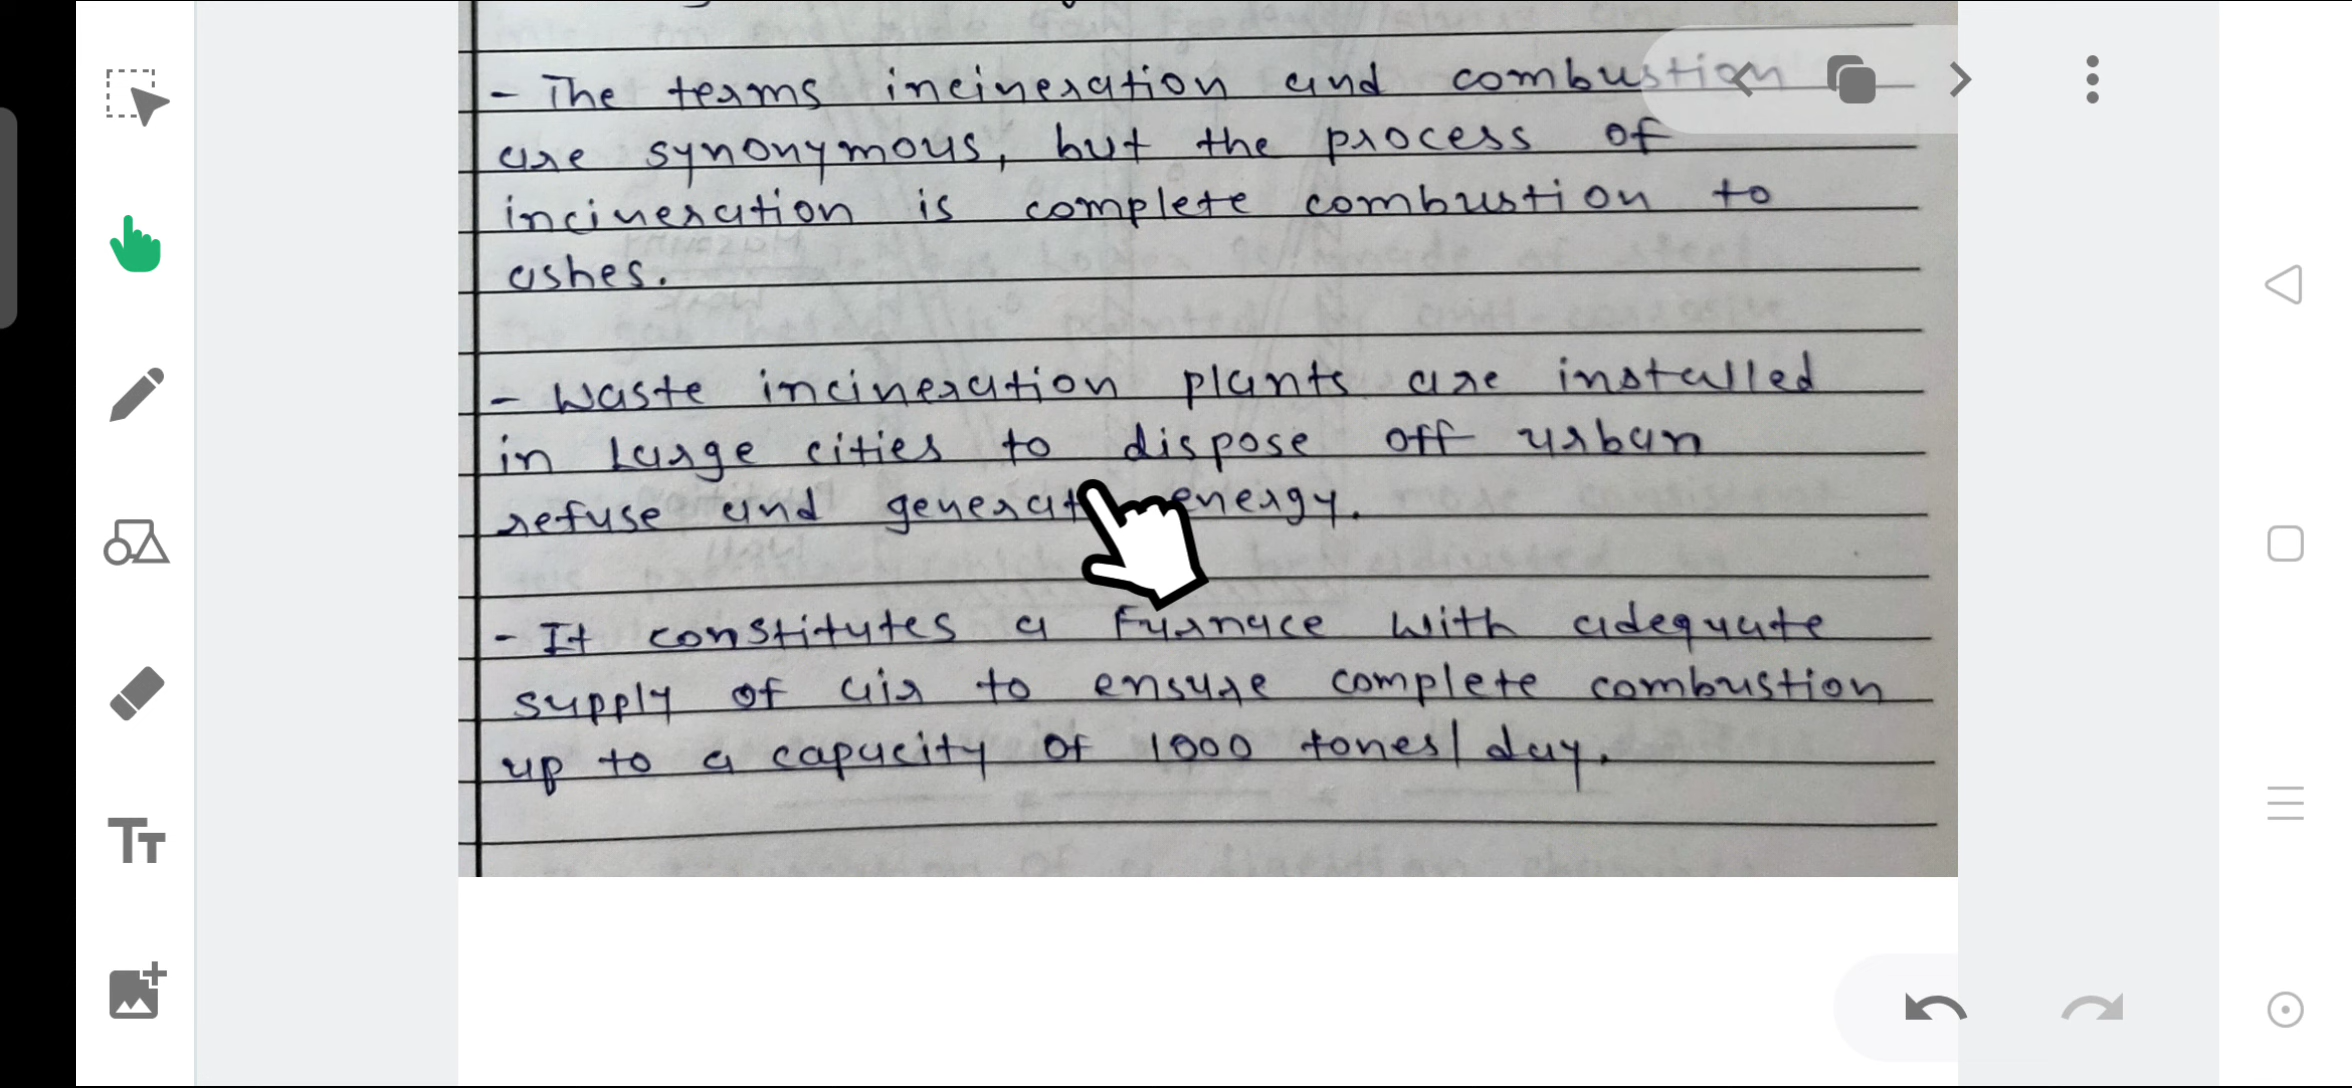 - The terms incineration and combustion
are synonymous, but the process of
incineration is complete combustion to
ashes.
- Waste incineration plants are installed
in large cities to dispose off urban
refuse and generat energy.
- It constitutes a furnace with adequate
supply of air to ensure complete combustion
up to a capacity of 1000 tones/day.
TT